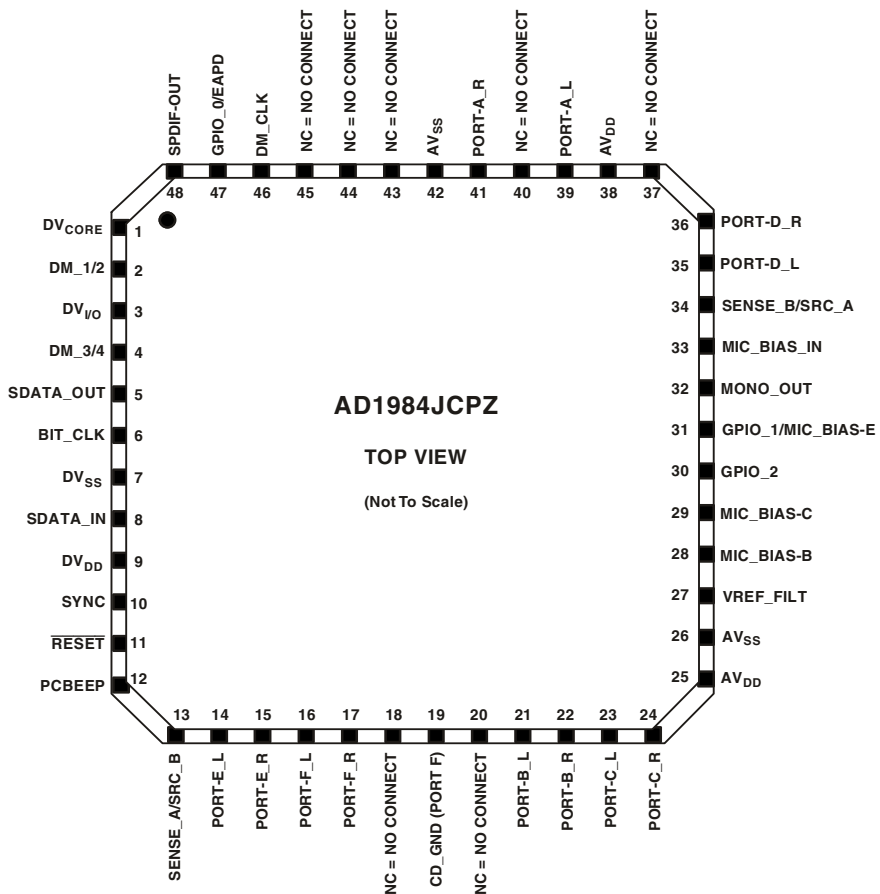 SPDIF-OUT
GPIO_0/EAPD
DM_CLK
NC = NO CONNECT
NC = NO CONNECT
NC = NO CONNECT
AVSS
PORT-A_R
NC = NO CONNECT
PORT-A_L
AVDD
NC = NO CONNECT
48 47 46 45 44 43 42 41 40 39 38 37
DVCORE 1
DM_1/2 2
DVI/O 3
DM_3/4 4
SDATA_OUT 5
BIT_CLK 6
DVSS 7
SDATA_IN 8
DVDD 9
SYNC 10
RESET 11
PCBEEP 12
AD1984JCPZ
TOP VIEW
(Not To Scale)
36 PORT-D_R
35 PORT-D_L
34 SENSE_B/SRC_A
33 MIC_BIAS_IN
32 MONO_OUT
31 GPIO_1/MIC_BIAS-E
30 GPIO_2
29 MIC_BIAS-C
28 MIC_BIAS-B
27 VREF_FILT
26 AVSS
25 AVDD
13 14 15 16 17 18 19 20 21 22 23 24
SENSE_A/SRC_B
PORT-E_L
PORT-E_R
PORT-F_L
PORT-F_R
NC = NO CONNECT
CD_GND (PORT F)
NC = NO CONNECT
PORT-B_L
PORT-B_R
PORT-C_L
PORT-C_R